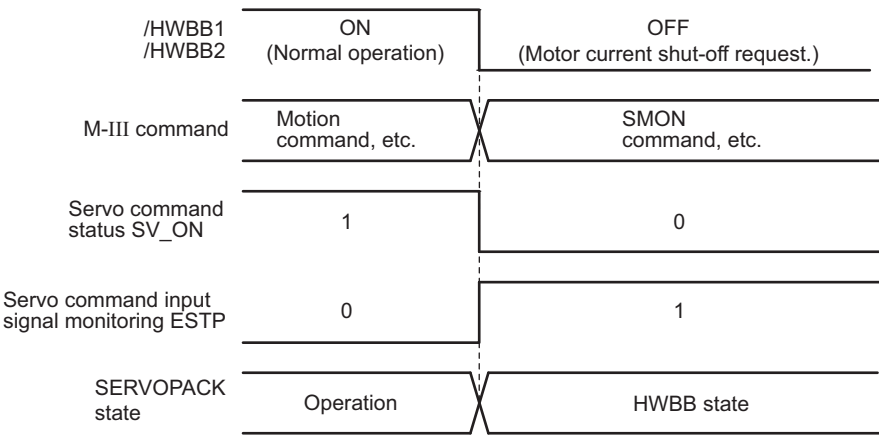 /HWBB1
/HWBB2
ON
(Normal operation)
OFF
(Motor current shut-off request.)
M-III command
Motion
command, etc.
SMON
command, etc.
Servo command
status SV_ON
1
0
Servo command input
signal monitoring ESTP
0
1
SERVOPACK
state
Operation
HWBB state